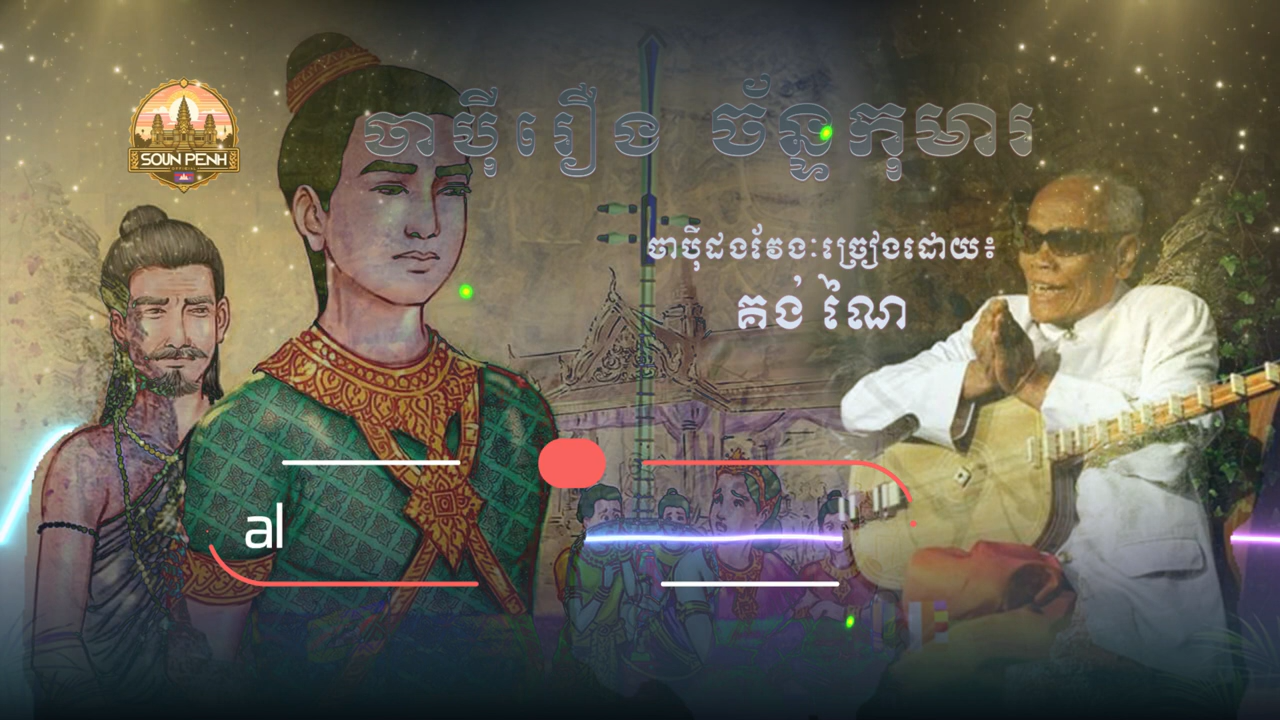 ចាប៉ីរឿង ច័ន្ទកុមារ
SOUN PENH
OFFICIAL
ចាប៉ីដងវែងៈច្រៀងដោយ៖
គង់ ណៃ
al